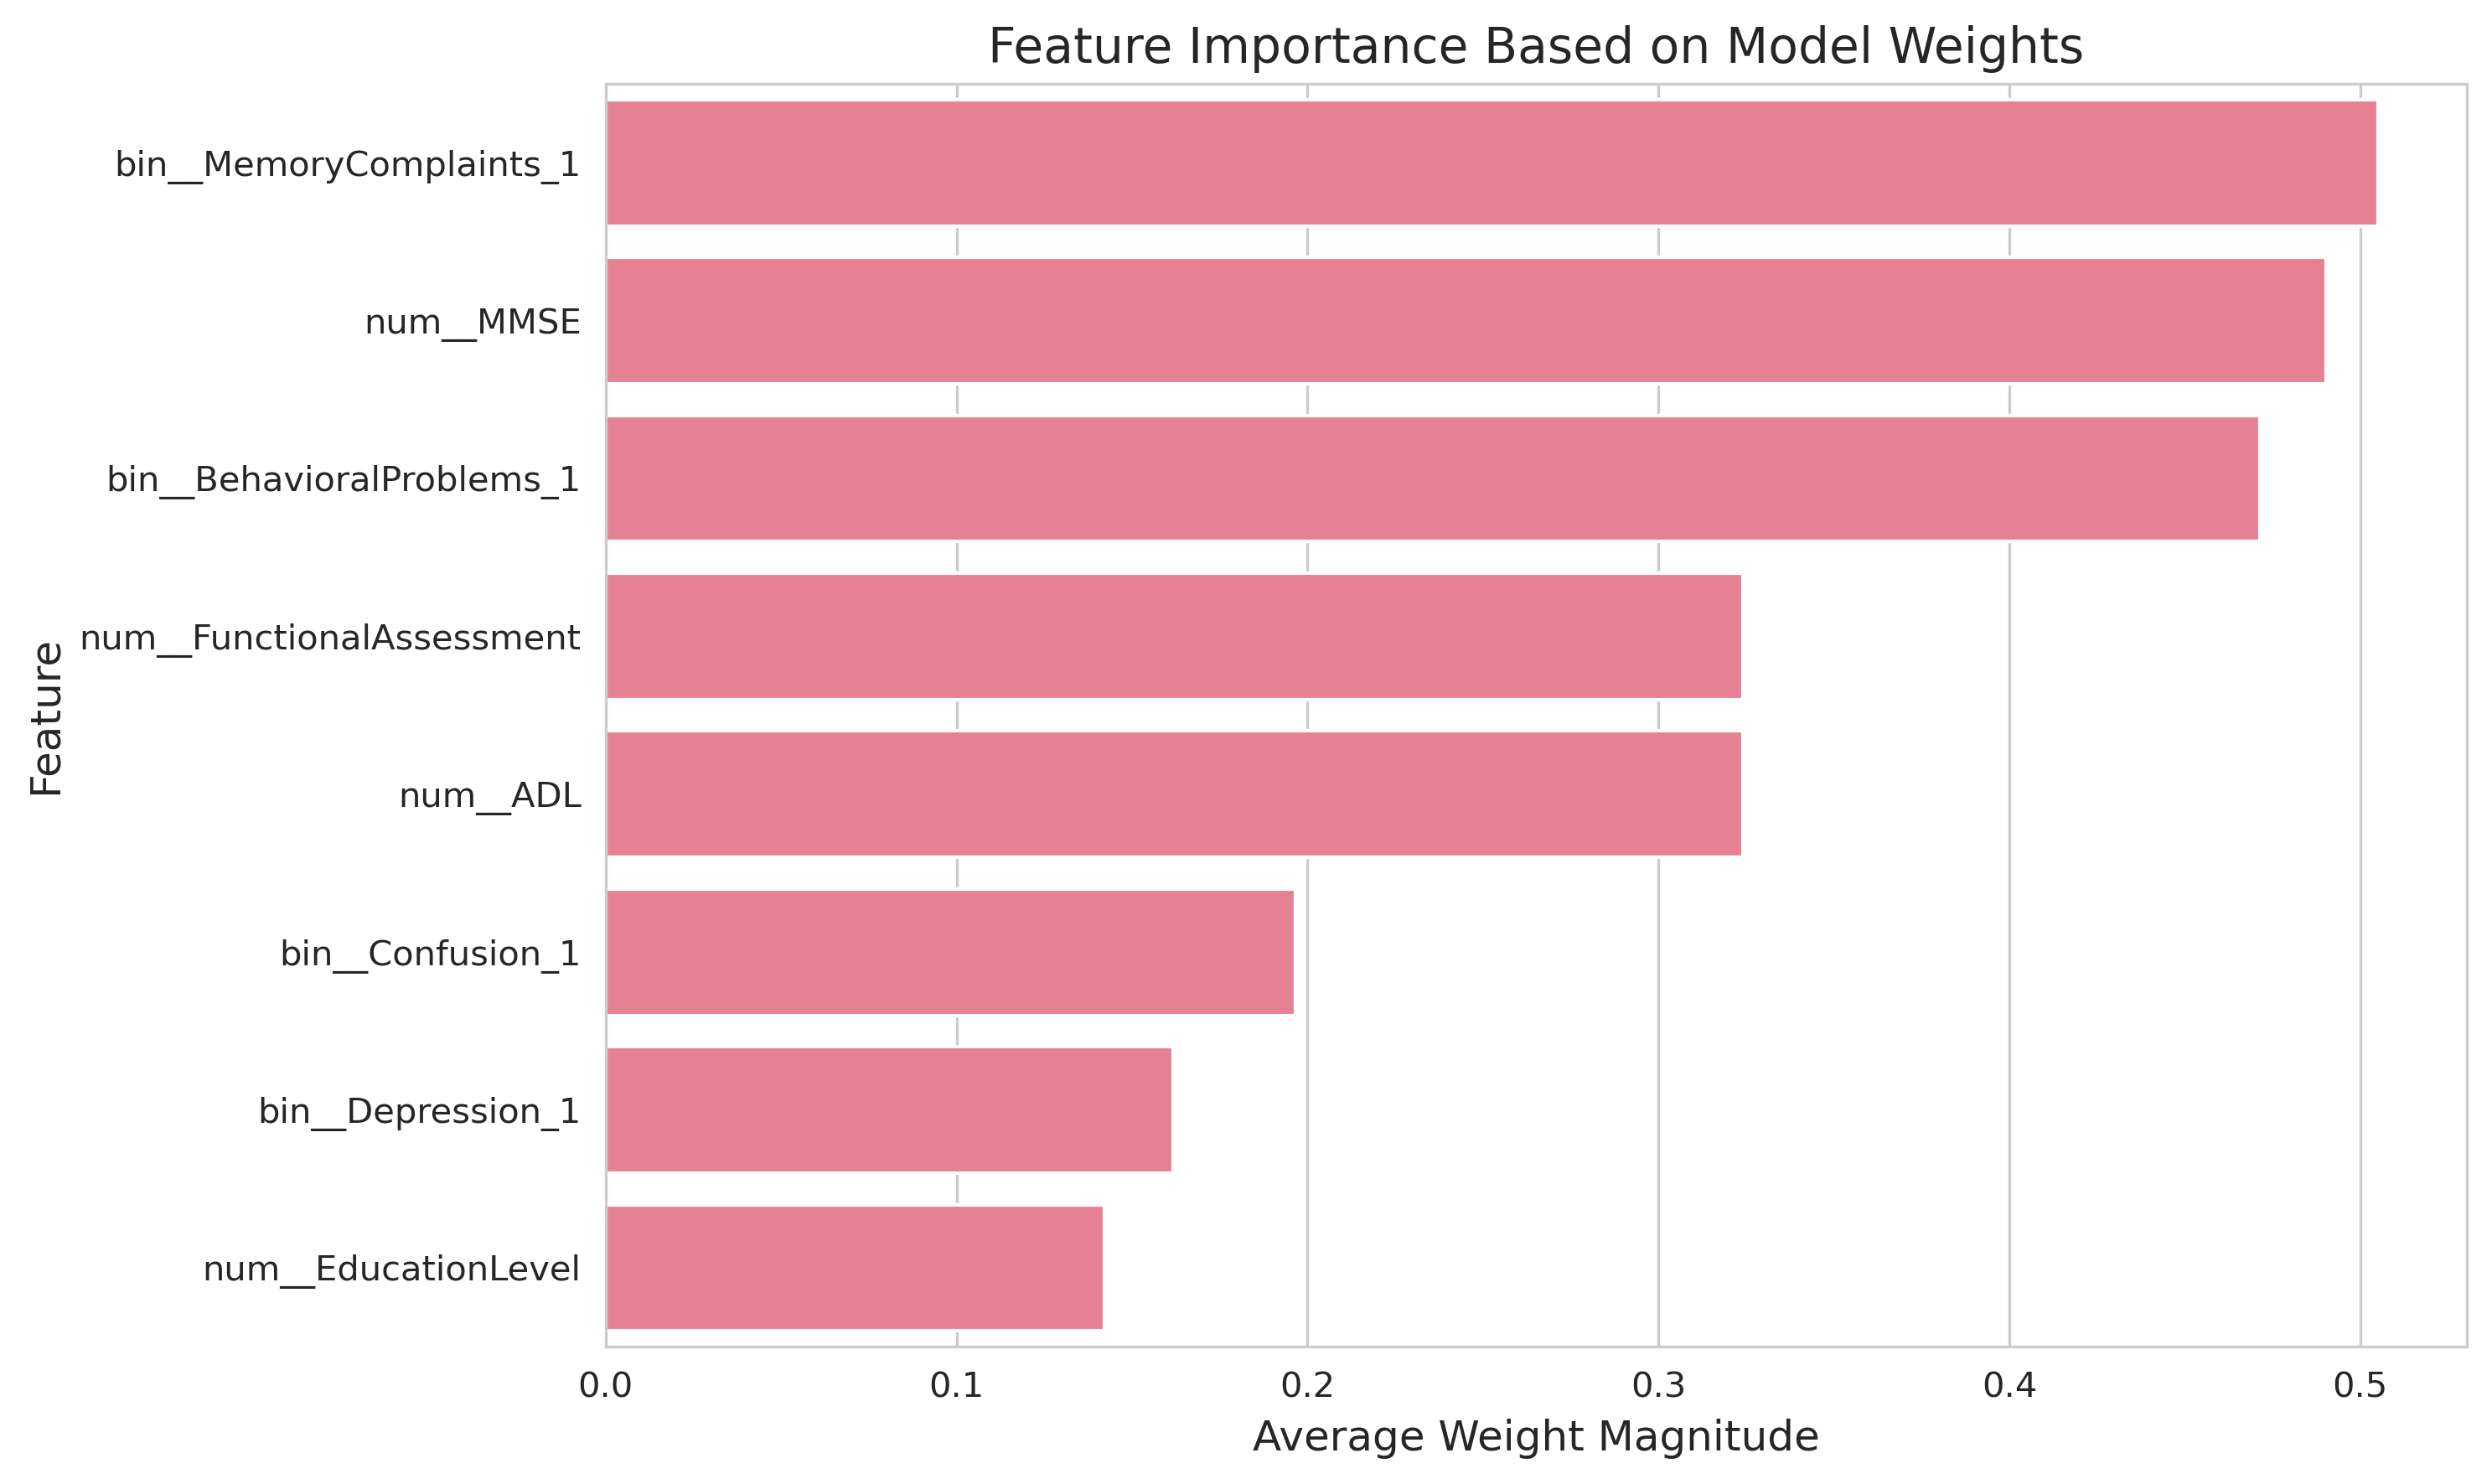 Feature Importance Based on Model Weights
bin__MemoryComplaints_1
num__MMSE
bin__BehavioralProblems_1
num__FunctionalAssessment
num__ADL
bin__Confusion_1
bin__Depression_1
num__EducationLevel
Feature
0.0 0.1 0.2 0.3 0.4 0.5
Average Weight Magnitude